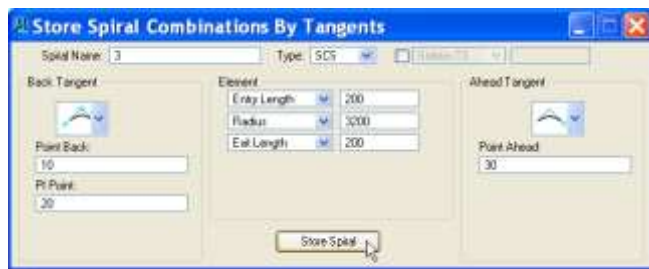 Store Spiral Combinations By Tangents
Spiral Name: 3 Type: SCS
Back Tangent
Element
Ahead Tangent
Entry Length 200
Radius 3200
Exit Length 200
Point Back:
10
PI Point:
20
Point Ahead:
30
Store Spiral